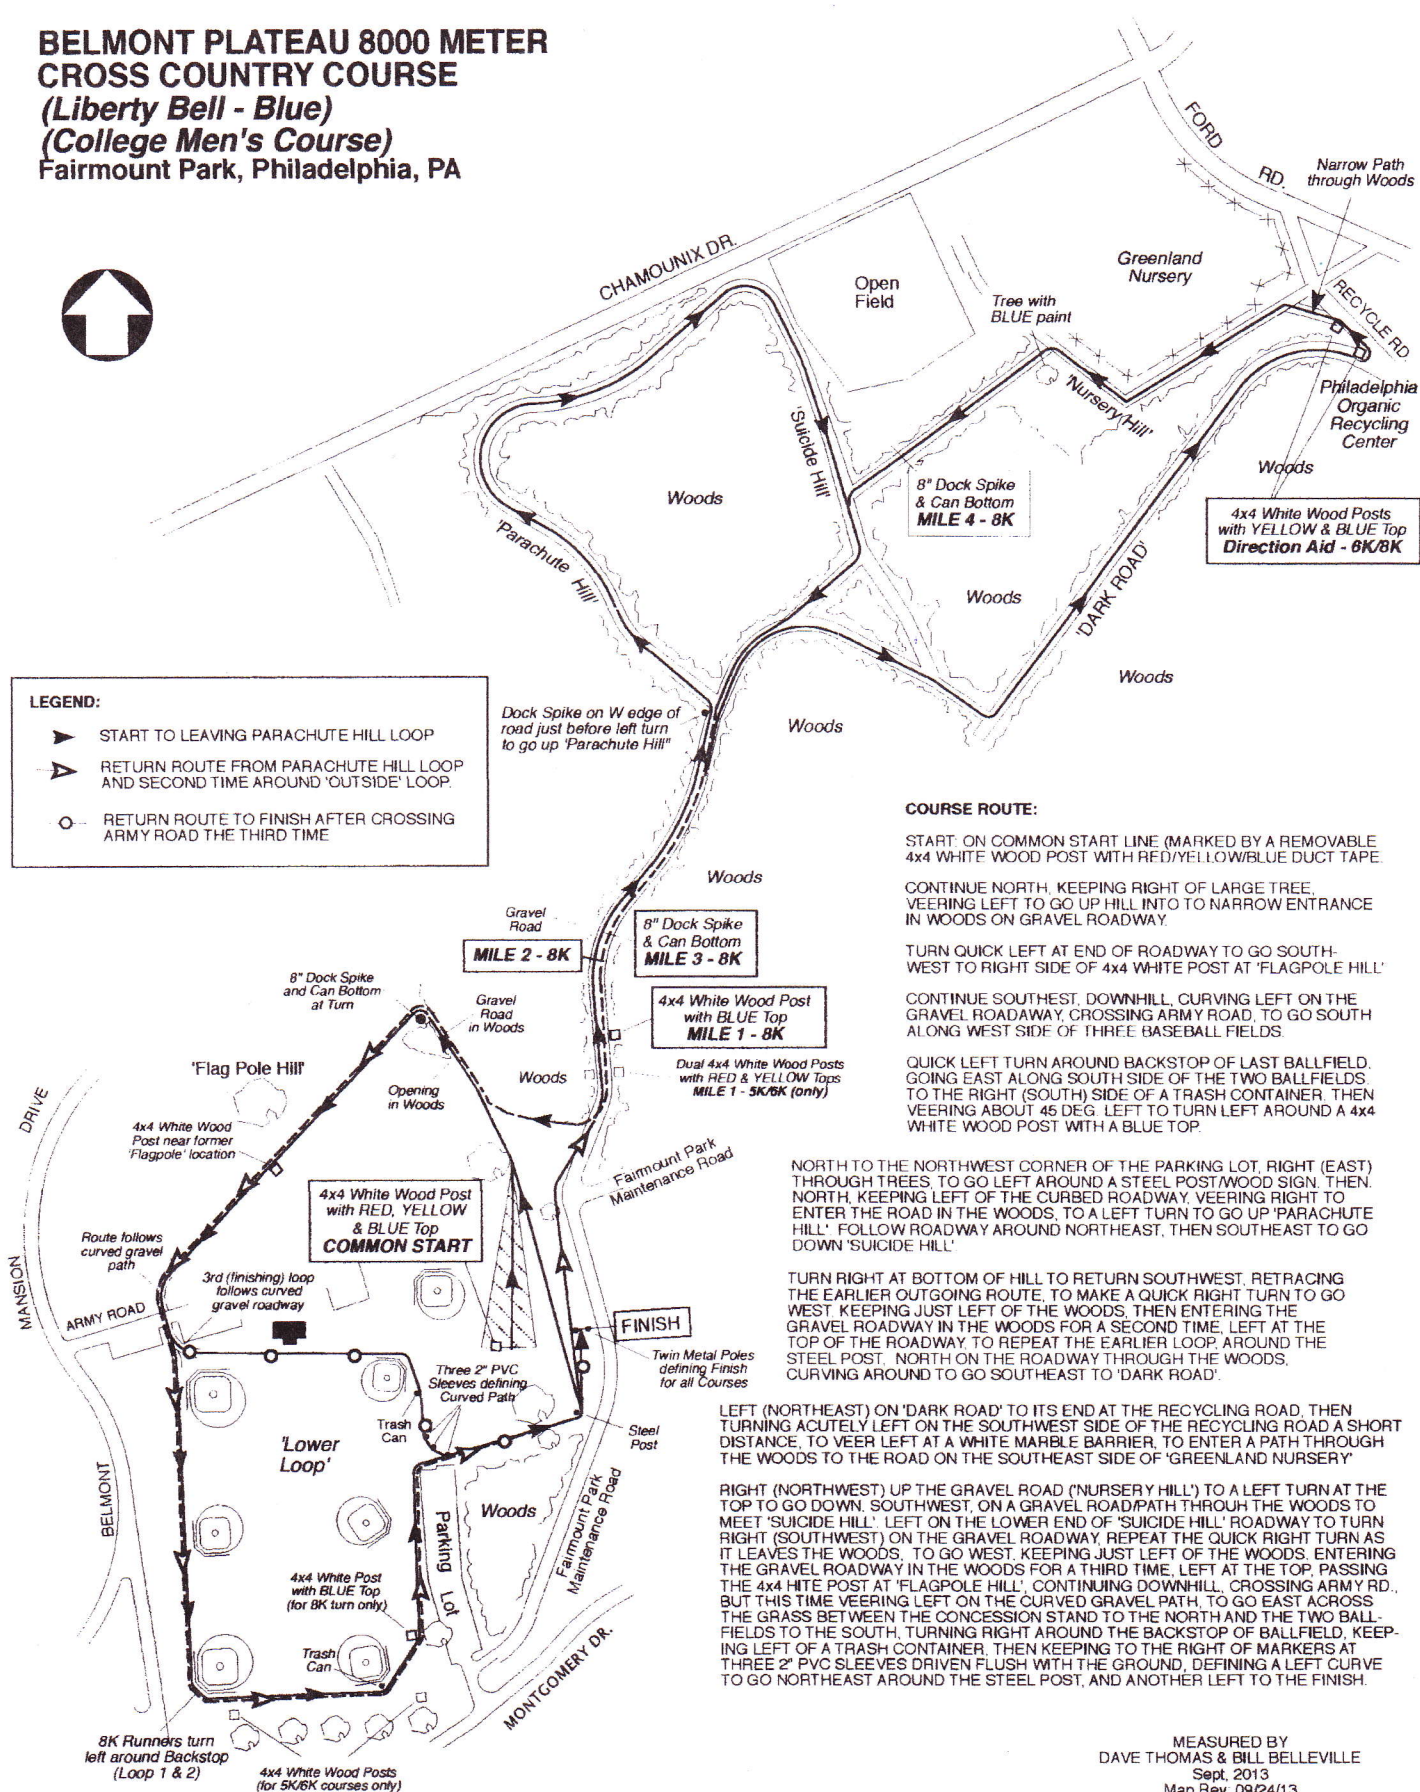 BELMONT PLATEAU 8000 METER
CROSS COUNTRY COURSE
(Liberty Bell - Blue)
(College Men's Course)
Fairmount Park, Philadelphia, PA
FORD
RD.
Narrow Path
through Woods
CHAMOUNIX DR.
Open
Field
Greenland
Nursery
Tree with
BLUE paint
RECYCLE RD.
'Nursery Hill'
Philadelphia
Organic
Recycling
Center
'Suicide Hill'
Woods
Woods
8" Dock Spike
& Can Bottom
MILE 4 - 8K
4x4 White Wood Posts
with YELLOW & BLUE Top
Direction Aid - 6K/8K
'Parachute Hill'
Woods
'DARK ROAD'
Woods
LEGEND:
START TO LEAVING PARACHUTE HILL LOOP
RETURN ROUTE FROM PARACHUTE HILL LOOP
AND SECOND TIME AROUND 'OUTSIDE' LOOP.
RETURN ROUTE TO FINISH AFTER CROSSING
ARMY ROAD THE THIRD TIME
Dock Spike on W edge of
road just before left turn
to go up 'Parachute Hill"
Woods
Woods
Gravel
Road
MILE 2 - 8K
8" Dock Spike
& Can Bottom
MILE 3 - 8K
8" Dock Spike
and Can Bottom
at Turn
Gravel
Road
in Woods
4x4 White Wood Post
with BLUE Top
MILE 1 - 8K
'Flag Pole Hill'
Opening
in Woods
Woods
Dual 4x4 White Wood Posts
with RED & YELLOW Tops
MILE 1 - 5K/6K (only)
DRIVE
4x4 White Wood
Post near former
'Flagpole' location
Fairmount Park
Maintenance Road
4x4 White Wood Post
with RED, YELLOW
& BLUE Top
COMMON START
Route follows
curved gravel
path
MANSION
ARMY ROAD
3rd (finishing) loop
follows curved
gravel roadway
FINISH
Twin Metal Poles
defining Finish
for all Courses
Three 2" PVC
Sleeves defining
Curved Path
Trash
Can
Steel
Post
'Lower
Loop'
BELMONT
Woods
Parking Lot
Fairmount Park
Maintenance Road
4x4 White Post
with BLUE Top
(for 8K turn only)
Trash
Can
MONTGOMERY DR.
8K Runners turn
left around Backstop
(Loop 1 & 2)
4x4 White Wood Posts
(for 5K/6K courses only)
COURSE ROUTE:
START: ON COMMON START LINE (MARKED BY A REMOVABLE
4x4 WHITE WOOD POST WITH RED/YELLOW/BLUE DUCT TAPE.
CONTINUE NORTH, KEEPING RIGHT OF LARGE TREE,
VEERING LEFT TO GO UP HILL INTO TO NARROW ENTRANCE
IN WOODS ON GRAVEL ROADWAY.
TURN QUICK LEFT AT END OF ROADWAY TO GO SOUTH-
WEST TO RIGHT SIDE OF 4x4 WHITE POST AT 'FLAGPOLE HILL'
CONTINUE SOUTHEST, DOWNHILL, CURVING LEFT ON THE
GRAVEL ROADAWAY, CROSSING ARMY ROAD, TO GO SOUTH
ALONG WEST SIDE OF THREE BASEBALL FIELDS.
QUICK LEFT TURN AROUND BACKSTOP OF LAST BALLFIELD,
GOING EAST ALONG SOUTH SIDE OF THE TWO BALLFIELDS
TO THE RIGHT (SOUTH) SIDE OF A TRASH CONTAINER, THEN
VEERING ABOUT 45 DEG. LEFT TO TURN LEFT AROUND A 4x4
WHITE WOOD POST WITH A BLUE TOP.
NORTH TO THE NORTHWEST CORNER OF THE PARKING LOT, RIGHT (EAST)
THROUGH TREES, TO GO LEFT AROUND A STEEL POST/WOOD SIGN. THEN.
NORTH, KEEPING LEFT OF THE CURBED ROADWAY, VEERING RIGHT TO
ENTER THE ROAD IN THE WOODS, TO A LEFT TURN TO GO UP 'PARACHUTE
HILL'. FOLLOW ROADWAY AROUND NORTHEAST, THEN SOUTHEAST TO GO
DOWN 'SUICIDE HILL'
TURN RIGHT AT BOTTOM OF HILL TO RETURN SOUTHWEST, RETRACING
THE EARLIER OUTGOING ROUTE, TO MAKE A QUICK RIGHT TURN TO GO
WEST, KEEPING JUST LEFT OF THE WOODS, THEN ENTERING THE
GRAVEL ROADWAY IN THE WOODS FOR A SECOND TIME, LEFT AT THE
TOP OF THE ROADWAY, TO REPEAT THE EARLIER LOOP, AROUND THE
STEEL POST, NORTH ON THE ROADWAY THROUGH THE WOODS,
CURVING AROUND TO GO SOUTHEAST TO 'DARK ROAD'.
LEFT (NORTHEAST) ON 'DARK ROAD' TO ITS END AT THE RECYCLING ROAD, THEN
TURNING ACUTELY LEFT ON THE SOUTHWEST SIDE OF THE RECYCLING ROAD A SHORT
DISTANCE, TO VEER LEFT AT A WHITE MARBLE BARRIER, TO ENTER A PATH THROUGH
THE WOODS TO THE ROAD ON THE SOUTHEAST SIDE OF 'GREENLAND NURSERY'
RIGHT (NORTHWEST) UP THE GRAVEL ROAD ('NURSERY HILL') TO A LEFT TURN AT THE
TOP TO GO DOWN, SOUTHWEST, ON A GRAVEL ROAD/PATH THROUH THE WOODS TO
MEET 'SUICIDE HILL'. LEFT ON THE LOWER END OF 'SUICIDE HILL' ROADWAY TO TURN
RIGHT (SOUTHWEST) ON THE GRAVEL ROADWAY, REPEAT THE QUICK RIGHT TURN AS
IT LEAVES THE WOODS, TO GO WEST, KEEPING JUST LEFT OF THE WOODS. ENTERING
THE GRAVEL ROADWAY IN THE WOODS FOR A THIRD TIME, LEFT AT THE TOP, PASSING
THE 4x4 HITE POST AT 'FLAGPOLE HILL', CONTINUING DOWNHILL, CROSSING ARMY RD.,
BUT THIS TIME VEERING LEFT ON THE CURVED GRAVEL PATH, TO GO EAST ACROSS
THE GRASS BETWEEN THE CONCESSION STAND TO THE NORTH AND THE TWO BALL-
FIELDS TO THE SOUTH, TURNING RIGHT AROUND THE BACKSTOP OF BALLFIELD, KEEP-
ING LEFT OF A TRASH CONTAINER, THEN KEEPING TO THE RIGHT OF MARKERS AT
THREE 2" PVC SLEEVES DRIVEN FLUSH WITH THE GROUND, DEFINING A LEFT CURVE
TO GO NORTHEAST AROUND THE STEEL POST, AND ANOTHER LEFT TO THE FINISH.
MEASURED BY
DAVE THOMAS & BILL BELLEVILLE
Sept, 2013
Map Rev: 09/24/13